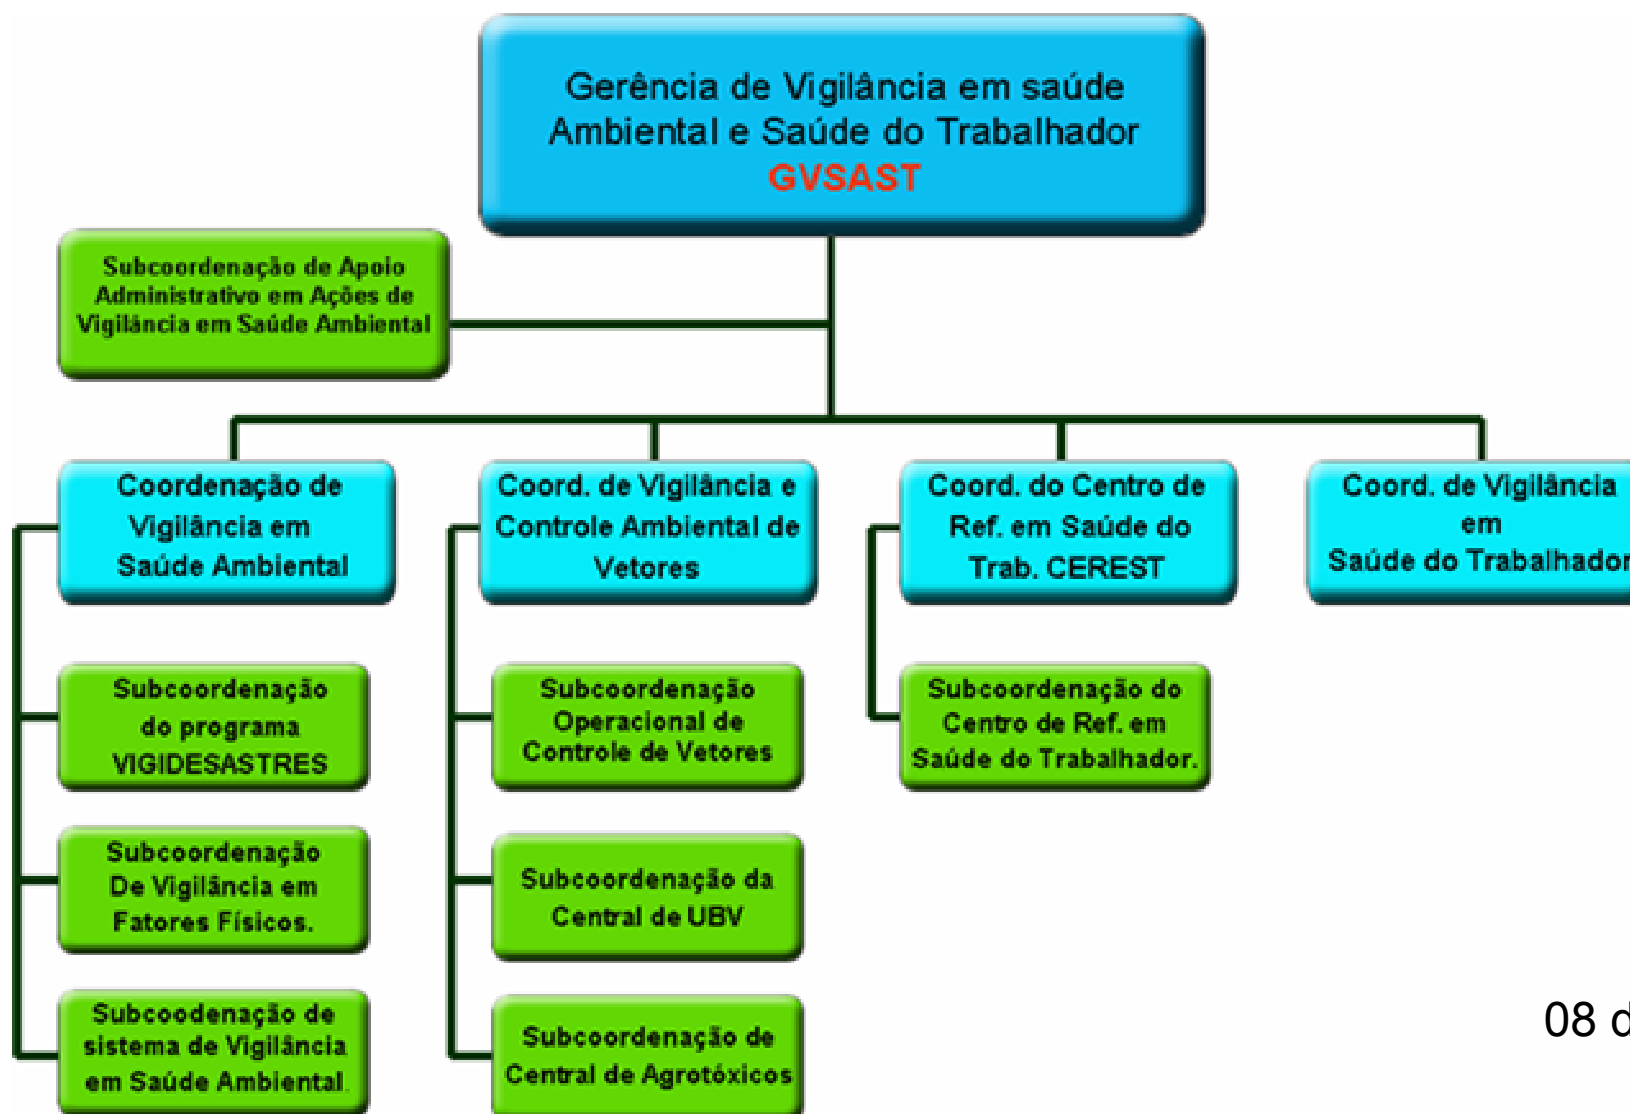 Gerência de Vigilância em saúde
Ambiental e Saúde do Trabalhador
GVSAST
Subcoordenação de Apoio
Administrativo em Ações de
Vigilância em Saúde Ambiental
Coordenação de
Vigilância em
Saúde Ambiental
Coord. de Vigilância e
Controle Ambiental de
Vetores
Coord. do Centro de
Ref. em Saúde do
Trab. CEREST
Coord. de Vigilância
em
Saúde do Trabalhador
Subcoordenação
do programa
VIGIDESASTRES
Subcoordenação
Operacional de
Controle de Vetores
Subcoordenação do
Centro de Ref. em
Saúde do Trabalhador.
Subcoordenação
De Vigilância em
Fatores Físicos.
Subcoordenação da
Central de UBV
Subcoodenação de
sistema de Vigilância
em Saúde Ambiental.
Subcoordenação de
Central de Agrotóxicos
08 d